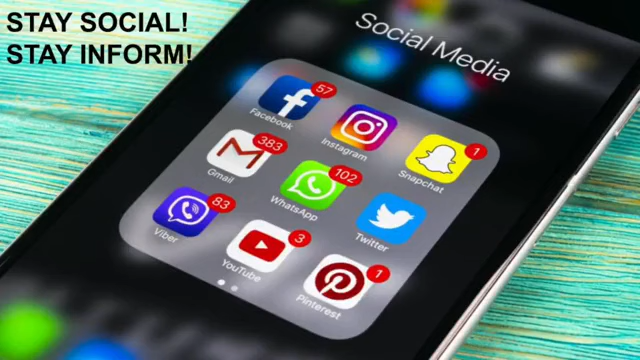 STAY SOCIAL!
STAY INFORM!
Social Media
57
Facebook
Instagram
1
Snapchat
383
Gmail
102
WhatsApp
Twitter
83
Viber
3
YouTube
1
Pinterest